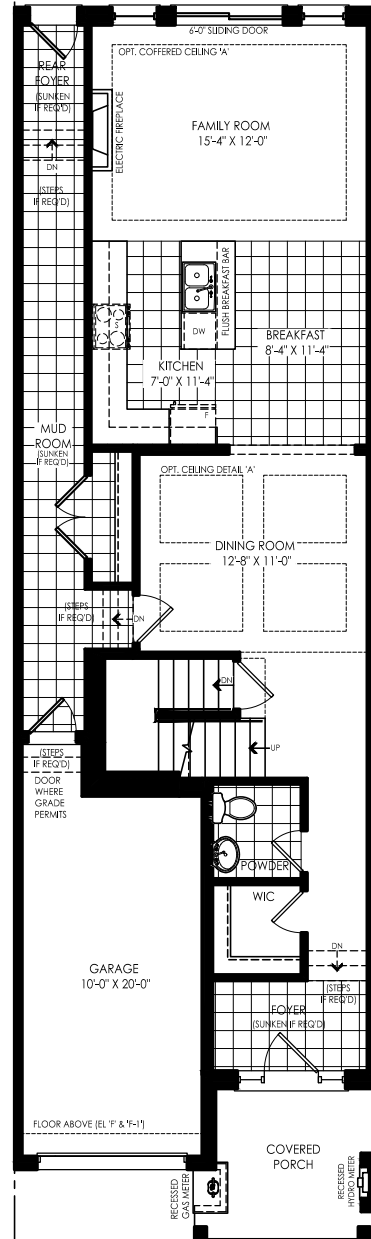 6'-0" SLIDING DOOR
OPT. COFFERED CEILING 'A'
REAR
FOYER
(SUNKEN
IF REQ'D)
DN
(STEPS
IF REQ'D)
ELECTRIC FIREPLACE
FAMILY ROOM
15'-4" X 12'-0"
FLUSH BREAKFAST BAR
S
DW
BREAKFAST
8'-4" X 11'-4"
KITCHEN
7'-0" X 11'-4"
F
MUD
ROOM
(SUNKEN
IF REQ'D)
OPT. CEILING DETAIL 'A'
DINING ROOM
12'-8" X 11'-0"
(STEPS
IF REQ'D)
DN
DN
UP
(STEPS
IF REQ'D)
DOOR
WHERE
GRADE
PERMITS
POWDER
WIC
DN
(STEPS
IF REQ'D)
GARAGE
10'-0" X 20'-0"
FOYER
(SUNKEN IF REQ'D)
FLOOR ABOVE (EL 'F' & 'F-1')
COVERED
PORCH
RECESSED
GAS METER
RECESSED
HYDRO METER